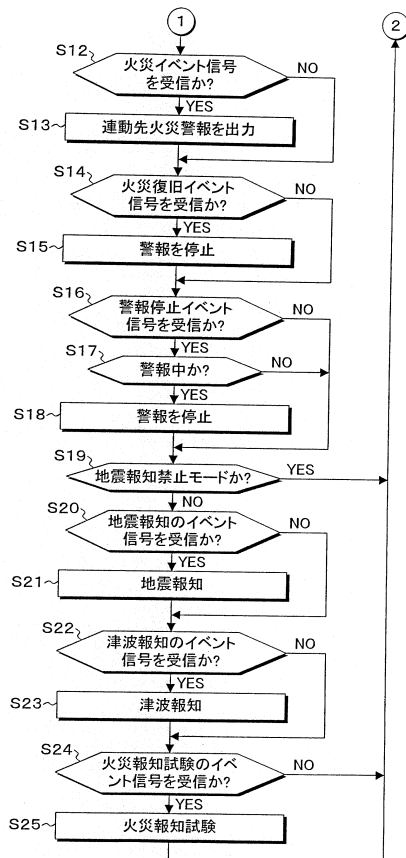 1
2
S12
火災イベント信号
を受信か?
NO
YES
S13
連動先火災警報を出力
S14
火災復旧イベント
信号を受信か?
NO
YES
S15
警報を停止
S16
警報停止イベント
信号を受信か?
NO
YES
S17
警報中か?
NO
YES
S18
警報を停止
S19
地震報知禁止モードか?
YES
NO
S20
地震報知のイベント
信号を受信か?
NO
YES
S21
地震報知
S22
津波報知のイベント
信号を受信か?
NO
YES
S23
津波報知
S24
火災報知試験のイベ
ント信号を受信か?
NO
YES
S25
火災報知試験